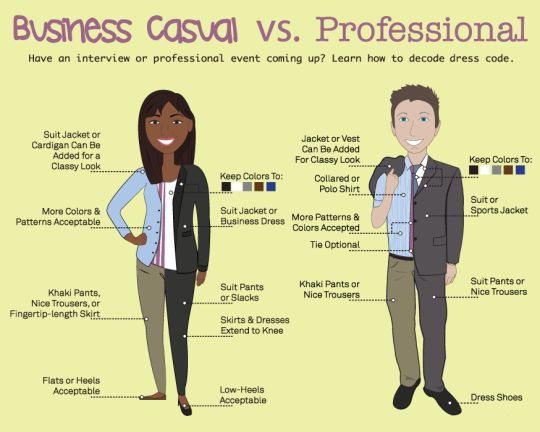 Business Casual vs. Professional
Have an interview or professional event coming up? Learn how to decode dress code.
Suit Jacket or
Cardigan Can Be
Added for a
Classy Look
More Colors &
Patterns Acceptable
Khaki Pants,
Nice Trousers, or
Fingertip-length Skirt
Flats or Heels
Acceptable
Keep Colors To:
Suit Jacket or
Business Dress
Suit Pants
or Slacks
Skirts & Dresses
Extend to Knee
Low-Heels
Acceptable
Jacket or Vest
Can Be Added
For Classy Look
Collared or
Polo Shirt
More Patterns &
Colors Accepted
Tie Optional
Khaki Pants or
Nice Trousers
Keep Colors To:
Suit or
Sports Jacket
Suit Pants or
Nice Trousers
Dress Shoes